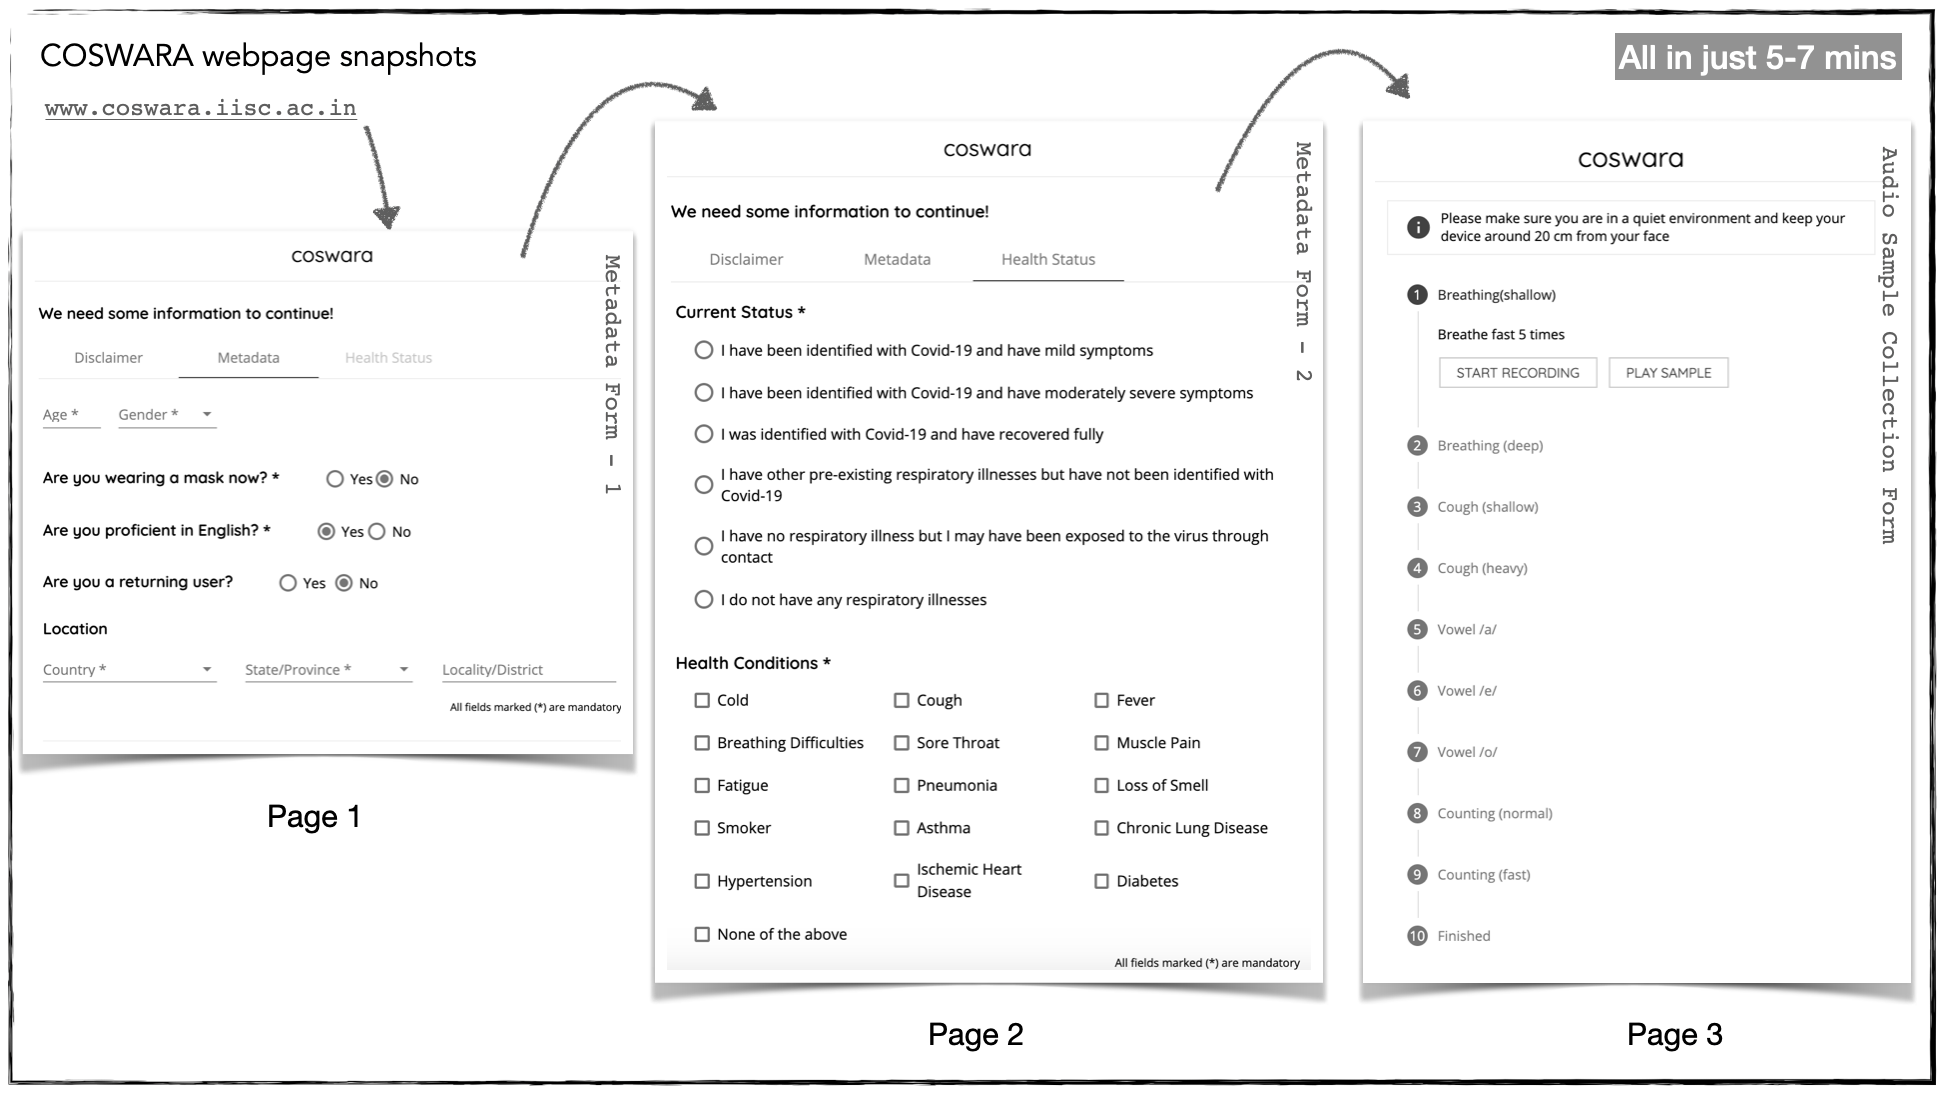 COSWARA webpage snapshots
www.coswara.iisc.ac.in
All in just 5-7 mins
coswara
We need some information to continue!
Disclaimer Metadata Health Status
Age * Gender *
Are you wearing a mask now? * Yes No
Are you proficient in English? * Yes No
Are you a returning user? Yes No
Location
Country * State/Province * Locality/District
All fields marked (*) are mandatory
Metadata Form - 1
Page 1
coswara
We need some information to continue!
Disclaimer Metadata Health Status
Current Status *
I have been identified with Covid-19 and have mild symptoms
I have been identified with Covid-19 and have moderately severe symptoms
I was identified with Covid-19 and have recovered fully
I have other pre-existing respiratory illnesses but have not been identified with
Covid-19
I have no respiratory illness but I may have been exposed to the virus through
contact
I do not have any respiratory illnesses
Health Conditions *
Cold Cough Fever
Breathing Difficulties Sore Throat Muscle Pain
Fatigue Pneumonia Loss of Smell
Smoker Asthma Chronic Lung Disease
Hypertension Ischemic Heart Disease Diabetes
None of the above
All fields marked (*) are mandatory
Metadata Form - 2
Page 2
coswara
i Please make sure you are in a quiet environment and keep your
device around 20 cm from your face
1 Breathing(shallow)
Breathe fast 5 times
START RECORDING PLAY SAMPLE
2 Breathing (deep)
3 Cough (shallow)
4 Cough (heavy)
5 Vowel /a/
6 Vowel /e/
7 Vowel /o/
8 Counting (normal)
9 Counting (fast)
10 Finished
Audio Sample Collection Form
Page 3